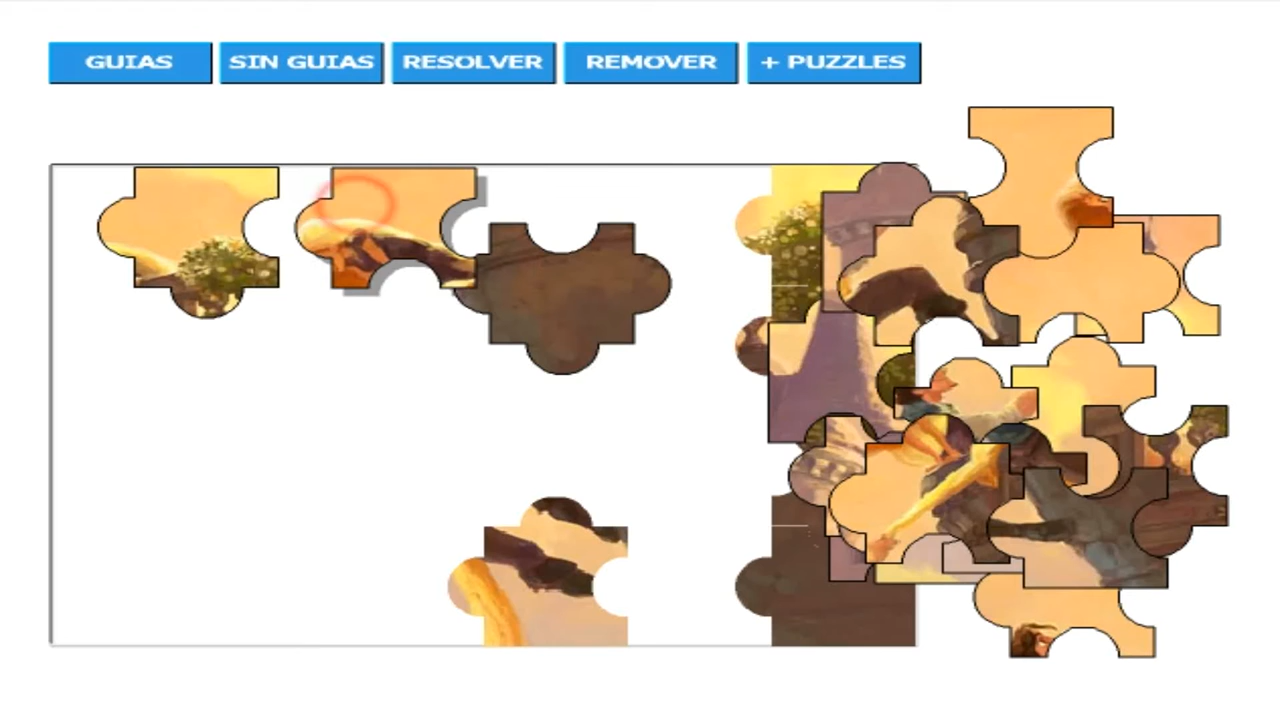 GUIAS
SIN GUIAS
RESOLVER
REMOVER
+ PUZZLES